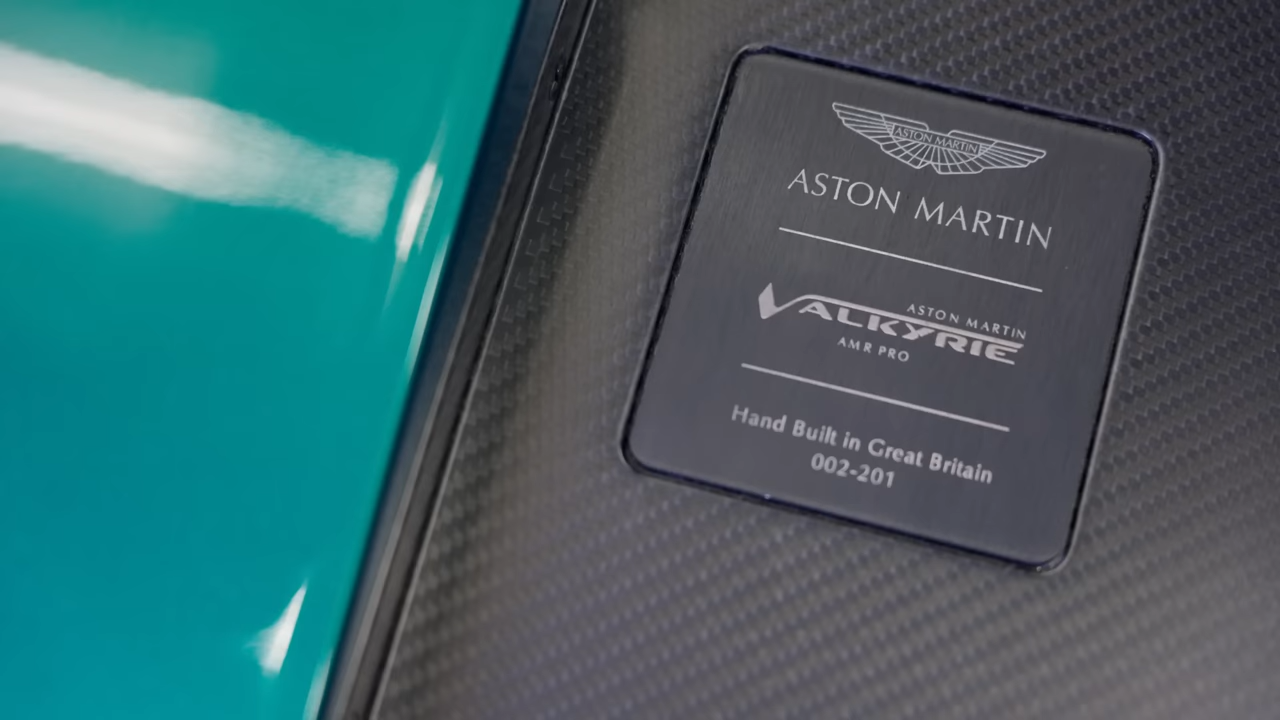 ASTON MARTIN
ASTON MARTIN
ASTON MARTIN
VALKYRIE
AMR PRO
Hand Built in Great Britain
002-201